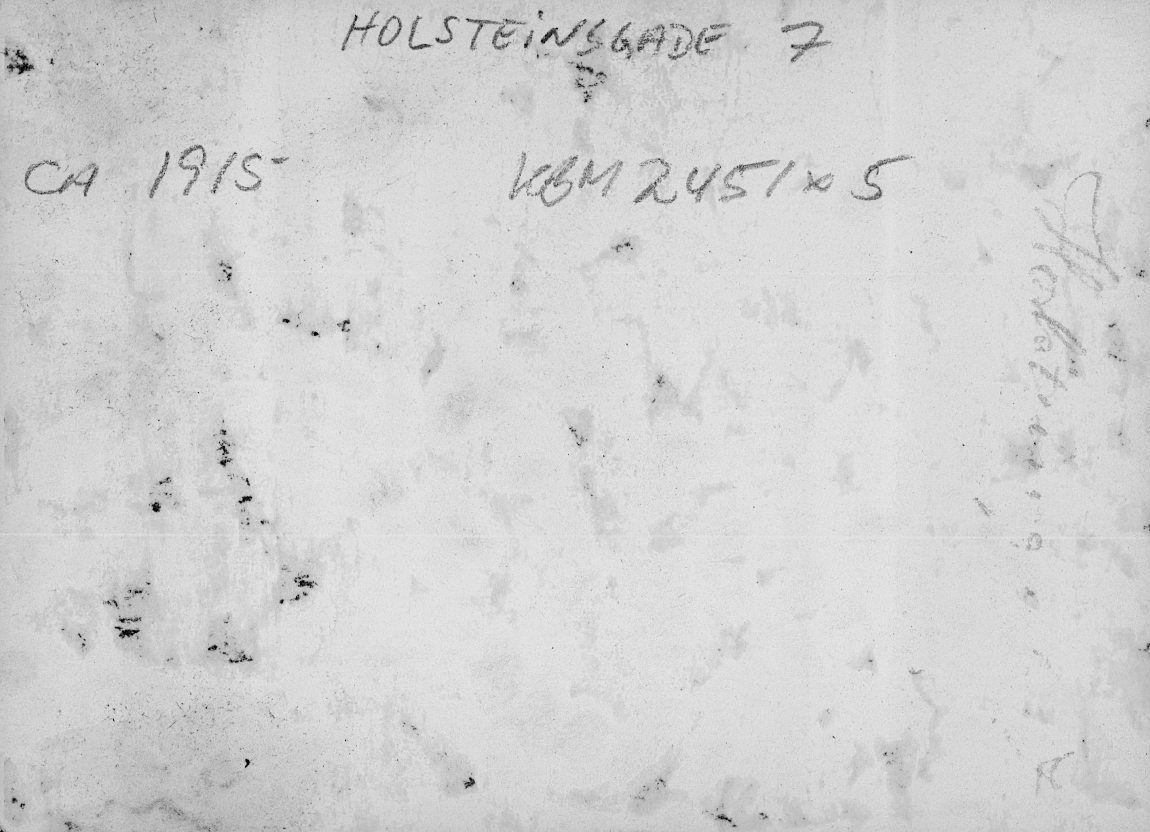 HOLSTEiNSGADE 7
CA 1915 KBM 2451 x 5